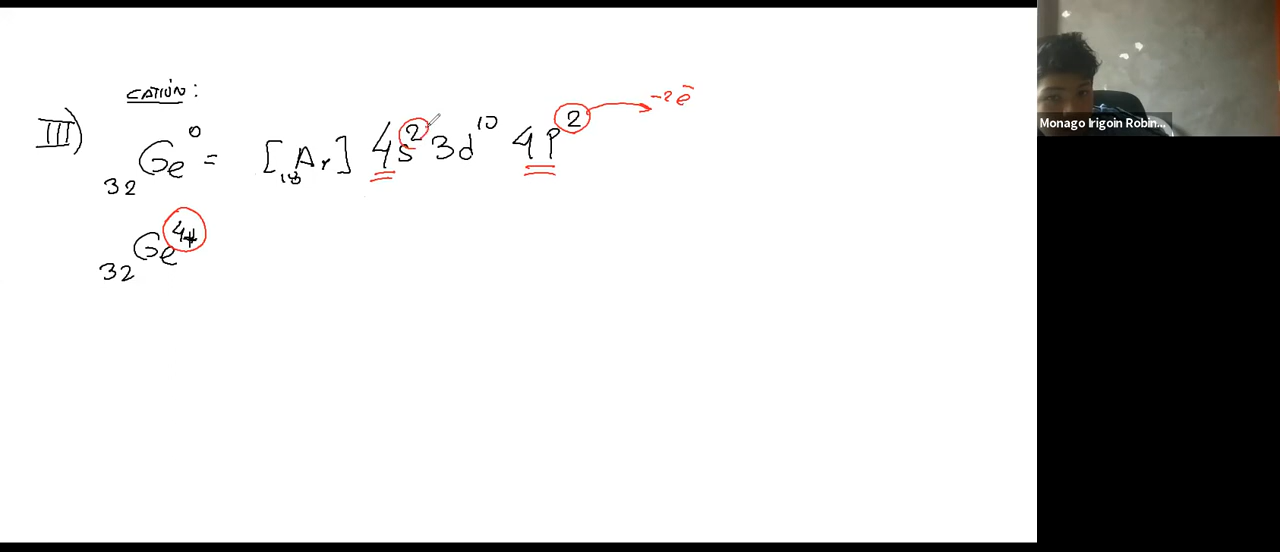 CATIÓN:
III) ₃₂Ge⁰ = [₁₈Ar] 4s² 3d¹⁰ 4p² → -2e⁻
₃₂Ge⁴⁺
Monago Irigoin Robin...